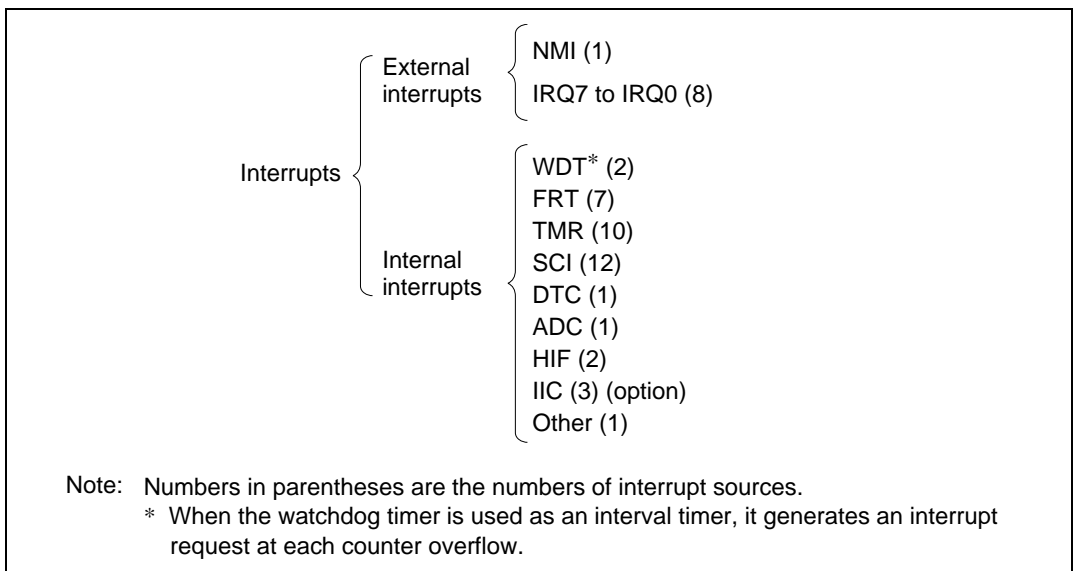 Interrupts
External
interrupts
NMI (1)
IRQ7 to IRQ0 (8)
Internal
interrupts
WDT* (2)
FRT (7)
TMR (10)
SCI (12)
DTC (1)
ADC (1)
HIF (2)
IIC (3) (option)
Other (1)
Note: Numbers in parentheses are the numbers of interrupt sources.
* When the watchdog timer is used as an interval timer, it generates an interrupt
request at each counter overflow.